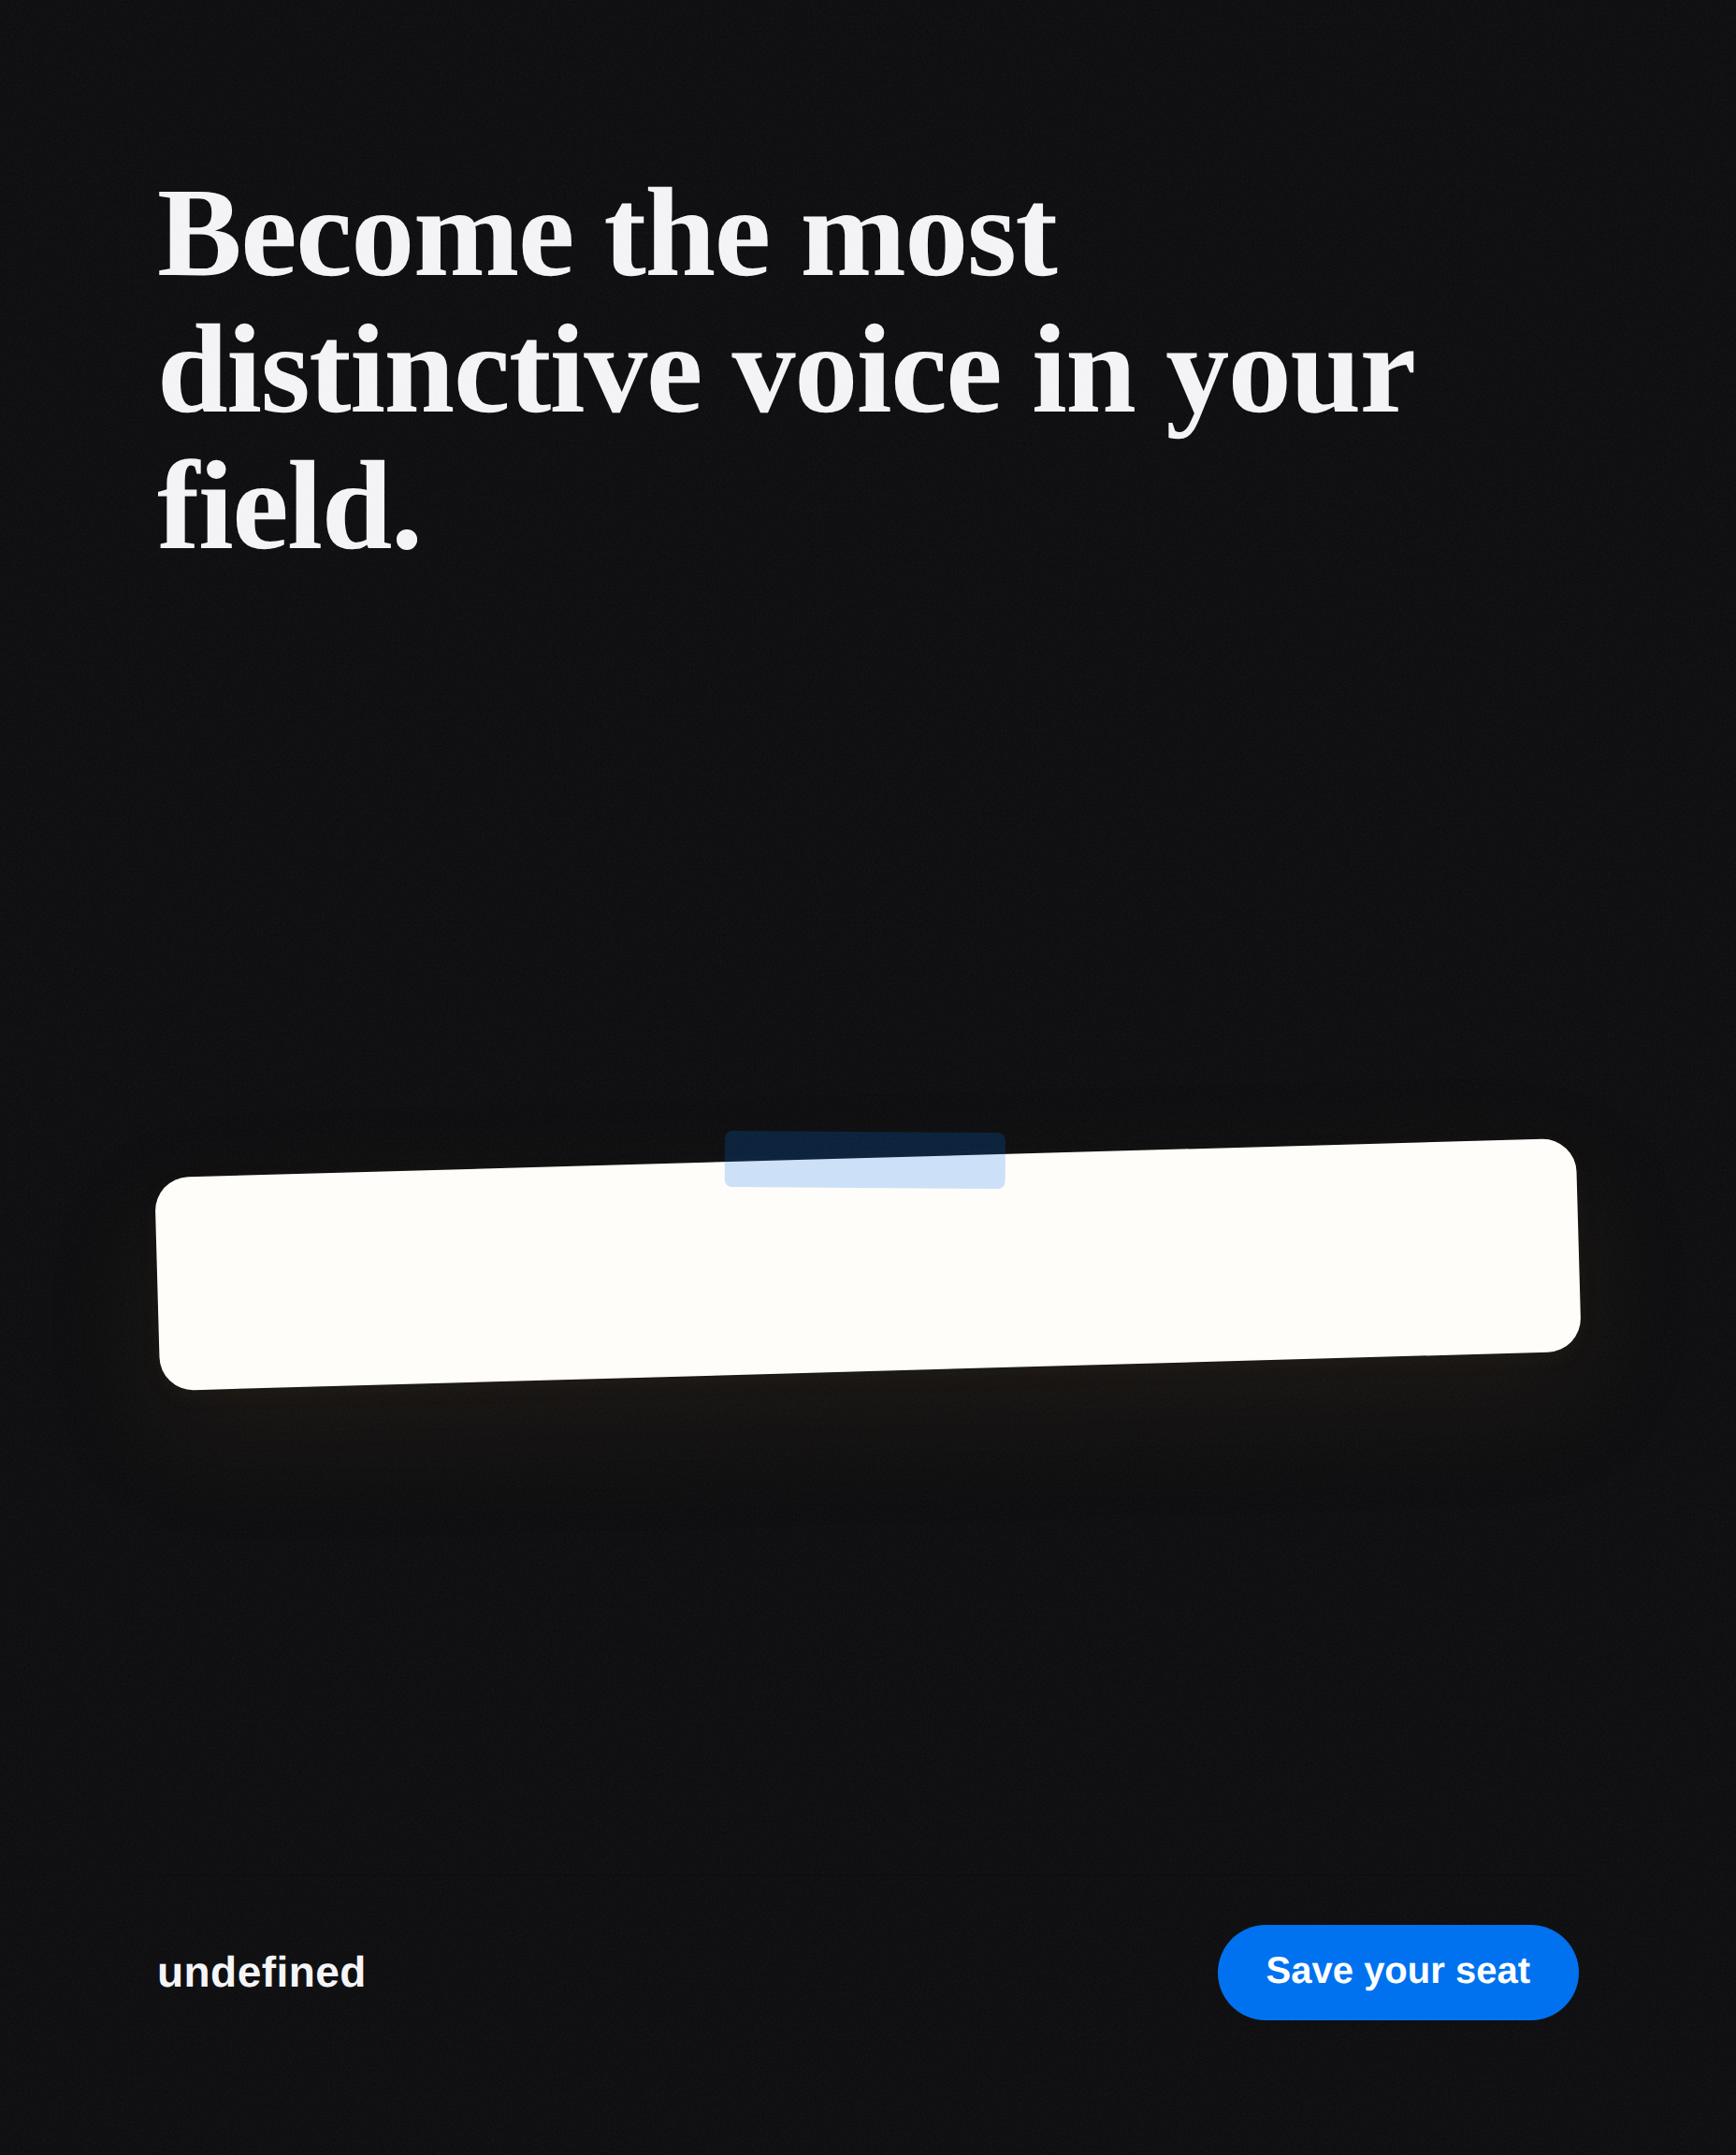 Become the most
distinctive voice in your
field.
undefined
Save your seat